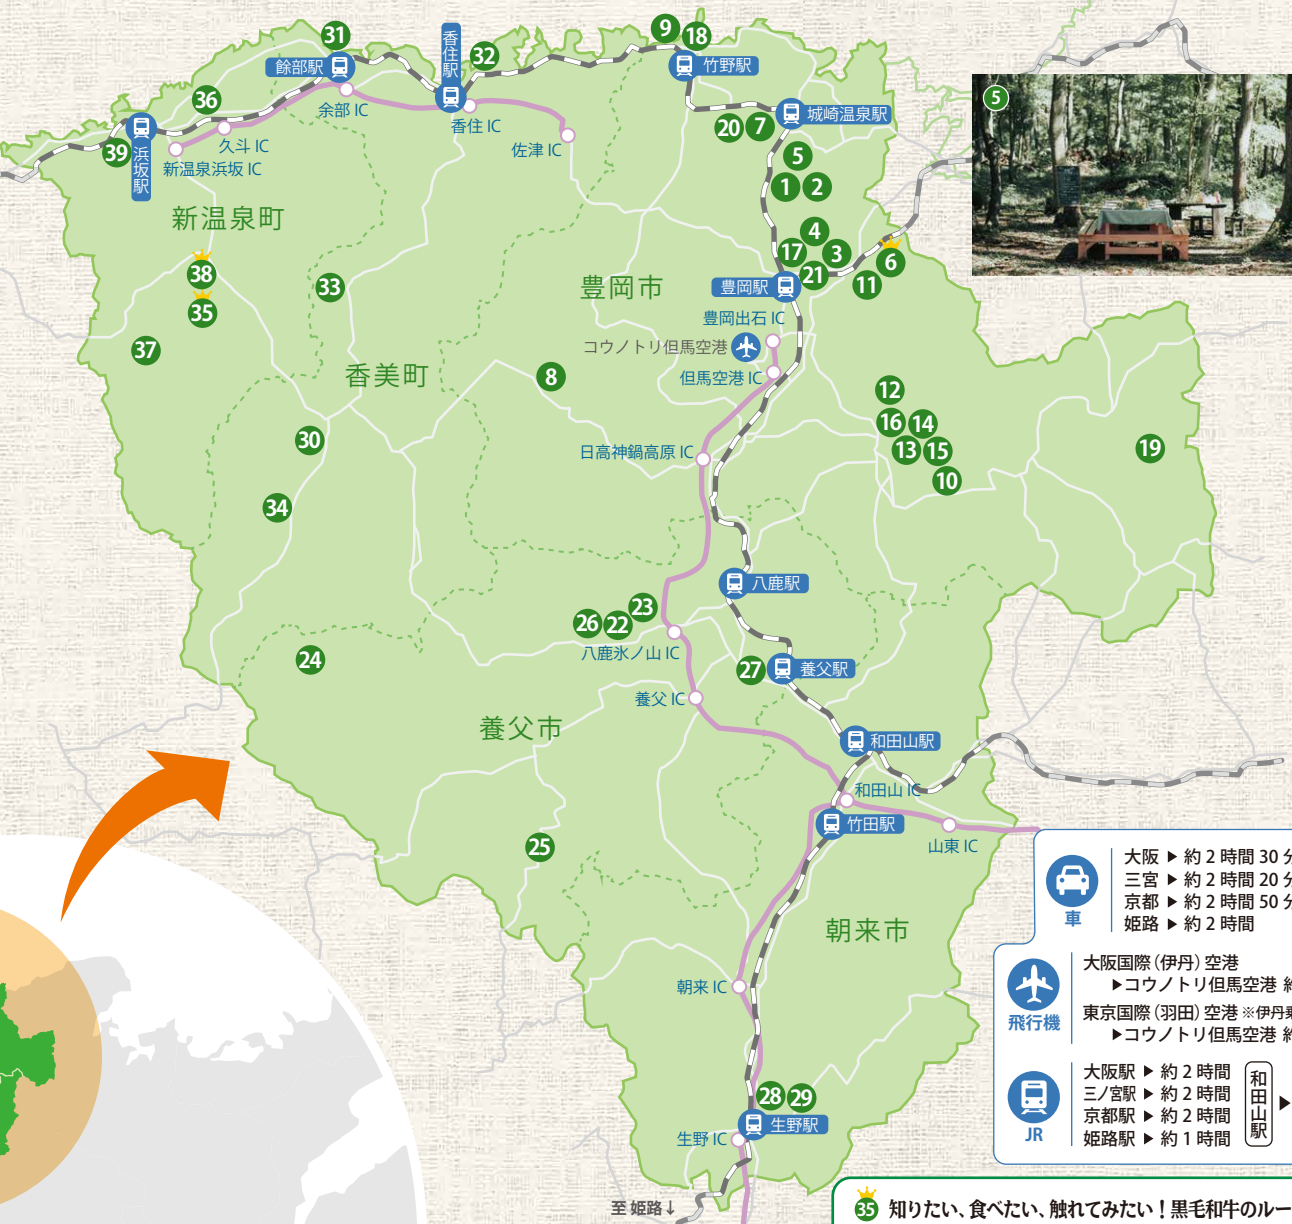 31
9
18
香住駅
32
餘部駅
竹野駅
36
余部 IC
香住 IC
城崎温泉駅
20
7
5
39
浜坂駅
久斗 IC
新温泉浜坂 IC
佐津 IC
5
1
2
新温泉町
4
17
3
6
21
11
38
33
豊岡市
豊岡駅
35
豊岡出石 IC
37
コウノトリ但馬空港
香美町
8
但馬空港 IC
12
16
14
30
日高神鍋高原 IC
13
15
19
10
34
八鹿駅
23
26
22
八鹿氷ノ山 IC
24
27
養父駅
養父 IC
養父市
和田山駅
和田山 IC
竹田駅
山東 IC
25
朝来市
朝来 IC
28
29
生野駅
生野 IC
至 姫路↓
車
大阪 ▶ 約 2 時間 30 分
三宮 ▶ 約 2 時間 20 分
京都 ▶ 約 2 時間 50 分
姫路 ▶ 約 2 時間
飛行機
大阪国際（伊丹）空港
▶コウノトリ但馬空港 約
東京国際（羽田）空港 ※伊丹乗
▶コウノトリ但馬空港 約
JR
大阪駅 ▶ 約 2 時間
三ノ宮駅 ▶ 約 2 時間
京都駅 ▶ 約 2 時間
姫路駅 ▶ 約 1 時間
和田山駅 ▶
35 知りたい、食べたい、触れてみたい！黒毛和牛のルー